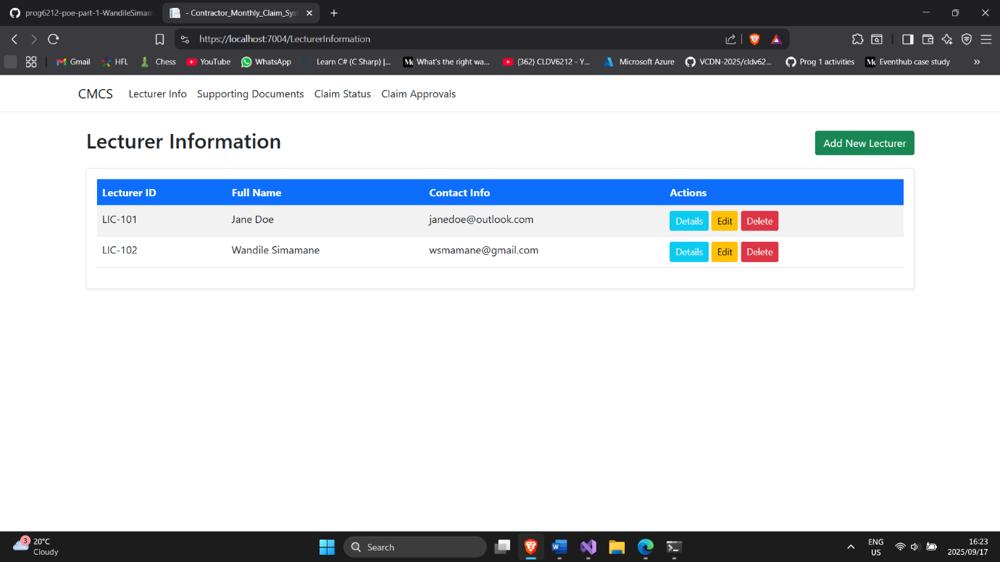 prog6212-poe-part-1-WandileSimam
- Contractor_Monthly_Claim_Sys
https://localhost:7004/LecturerInformation
Gmail
HFL
Chess
YouTube
WhatsApp
Learn C# (C Sharp) |...
What's the right wa...
(362) CLDV6212 - Y...
Microsoft Azure
VCDN-2025/cldv62...
Prog 1 activities
Eventhub case study
CMCS Lecturer Info Supporting Documents Claim Status Claim Approvals
Lecturer Information
Add New Lecturer
Lecturer ID Full Name Contact Info Actions
LIC-101 Jane Doe janedoe@outlook.com Details Edit Delete
LIC-102 Wandile Simamane wsmamane@gmail.com Details Edit Delete
3
20°C
Cloudy
Search
ENG
US
16:23
2025/09/17